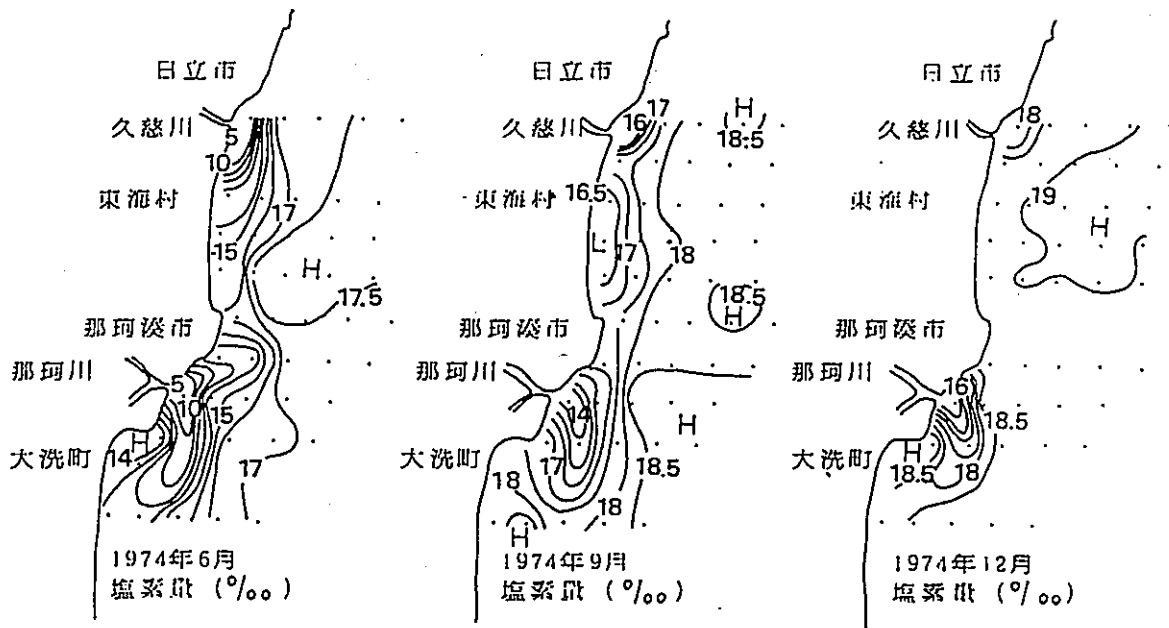 日立市
久慈川
5
10
東海村
17
15
H
17.5
那珂湊市
那珂川
5
10
15
H
14
大洗町
17
1974年6月
塩素量 (‰)
日立市
17
H
久慈川
16
18.5
16.5
東海村
L
17
18
18.5
H
那珂湊市
那珂川
14
H
大洗町
17
18.5
18
18
H
1974年9月
塩素量 (‰)
日立市
18
久慈川
19
東海村
H
那珂湊市
那珂川
16
18.5
H
大洗町
18.5
18
1974年12月
塩素量 (‰)